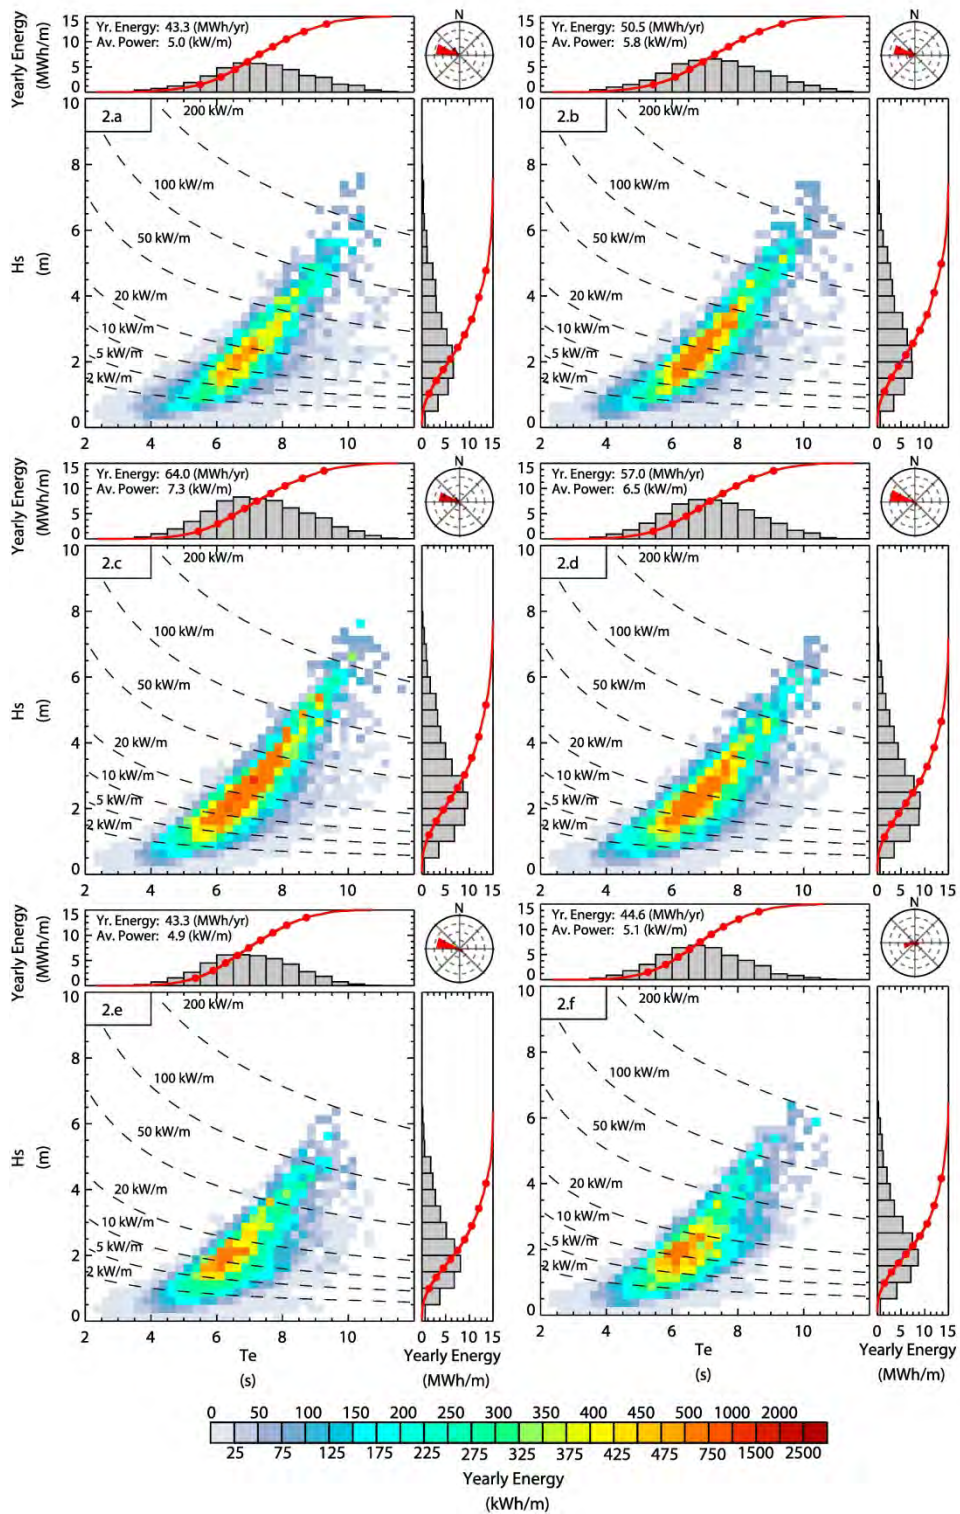 Yr. Energy: 43.3 (MWh/yr)
Av. Power: 5.0 (kW/m)
Yearly Energy
(MWh/m)
15
10
5
0
N
2.a
200 kW/m
100 kW/m
50 kW/m
20 kW/m
10 kW/m
5 kW/m
2 kW/m
Hs
(m)
10
8
6
4
2
0
2 4 6 8 10
0 5 10 15
Yr. Energy: 50.5 (MWh/yr)
Av. Power: 5.8 (kW/m)
15
10
5
0
N
2.b
200 kW/m
100 kW/m
50 kW/m
20 kW/m
10 kW/m
5 kW/m
2 kW/m
10
8
6
4
2
0
2 4 6 8 10
0 5 10 15
Yr. Energy: 64.0 (MWh/yr)
Av. Power: 7.3 (kW/m)
Yearly Energy
(MWh/m)
15
10
5
0
N
2.c
200 kW/m
100 kW/m
50 kW/m
20 kW/m
10 kW/m
5 kW/m
2 kW/m
Hs
(m)
10
8
6
4
2
0
2 4 6 8 10
0 5 10 15
Yr. Energy: 57.0 (MWh/yr)
Av. Power: 6.5 (kW/m)
15
10
5
0
N
2.d
200 kW/m
100 kW/m
50 kW/m
20 kW/m
10 kW/m
5 kW/m
2 kW/m
10
8
6
4
2
0
2 4 6 8 10
0 5 10 15
Yr. Energy: 43.3 (MWh/yr)
Av. Power: 4.9 (kW/m)
Yearly Energy
(MWh/m)
15
10
5
0
N
2.e
200 kW/m
100 kW/m
50 kW/m
20 kW/m
10 kW/m
5 kW/m
2 kW/m
Hs
(m)
10
8
6
4
2
0
2 4 6 8 10
Te
(s)
0 5 10 15
Yearly Energy
(MWh/m)
Yr. Energy: 44.6 (MWh/yr)
Av. Power: 5.1 (kW/m)
15
10
5
0
N
2.f
200 kW/m
100 kW/m
50 kW/m
20 kW/m
10 kW/m
5 kW/m
2 kW/m
10
8
6
4
2
0
2 4 6 8 10
Te
(s)
0 5 10 15
Yearly Energy
(MWh/m)
0 50 100 150 200 250 300 350 400 450 500 1000 2000
25 75 125 175 225 275 325 375 425 475 750 1500 2500
Yearly Energy
(kWh/m)